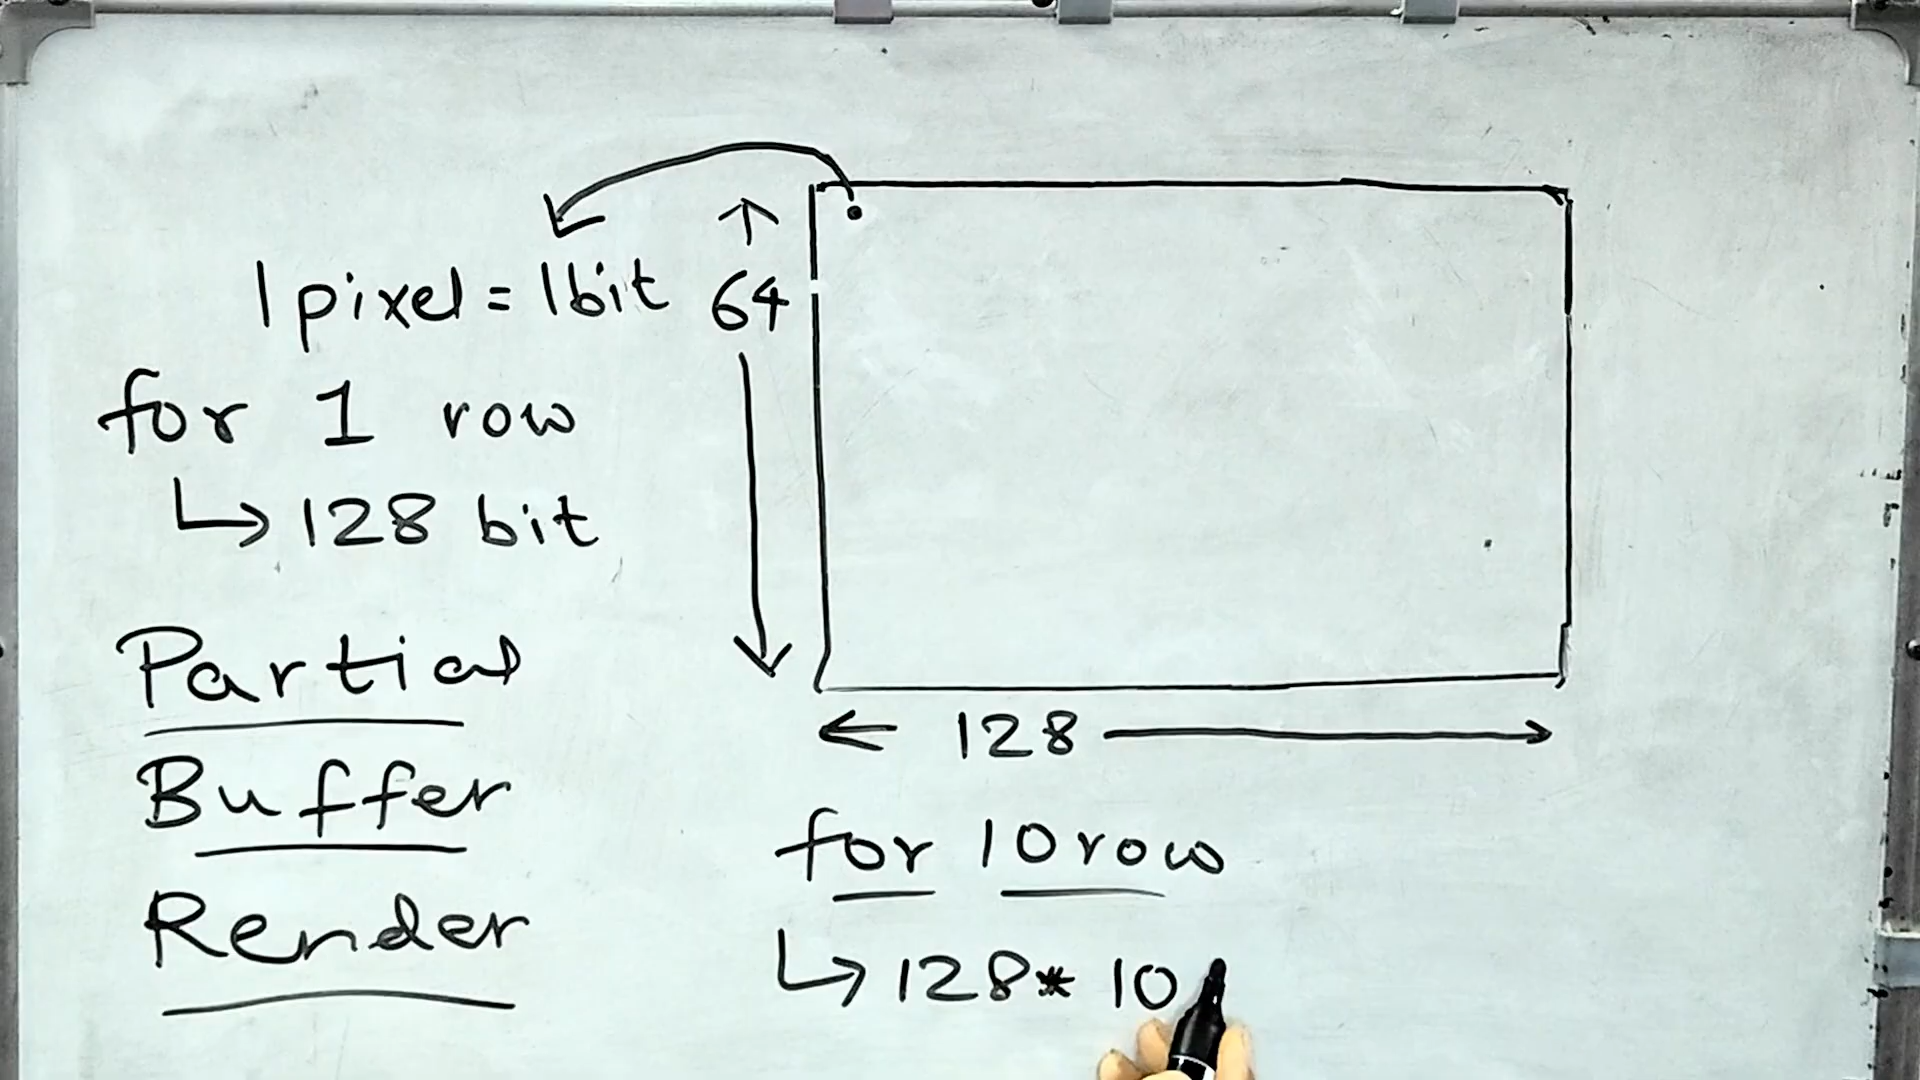 1 pixel = 1bit
64
for 1 row
↳ 128 bit
Partial
Buffer
Render
128
for 10 row
↳ 128 * 10